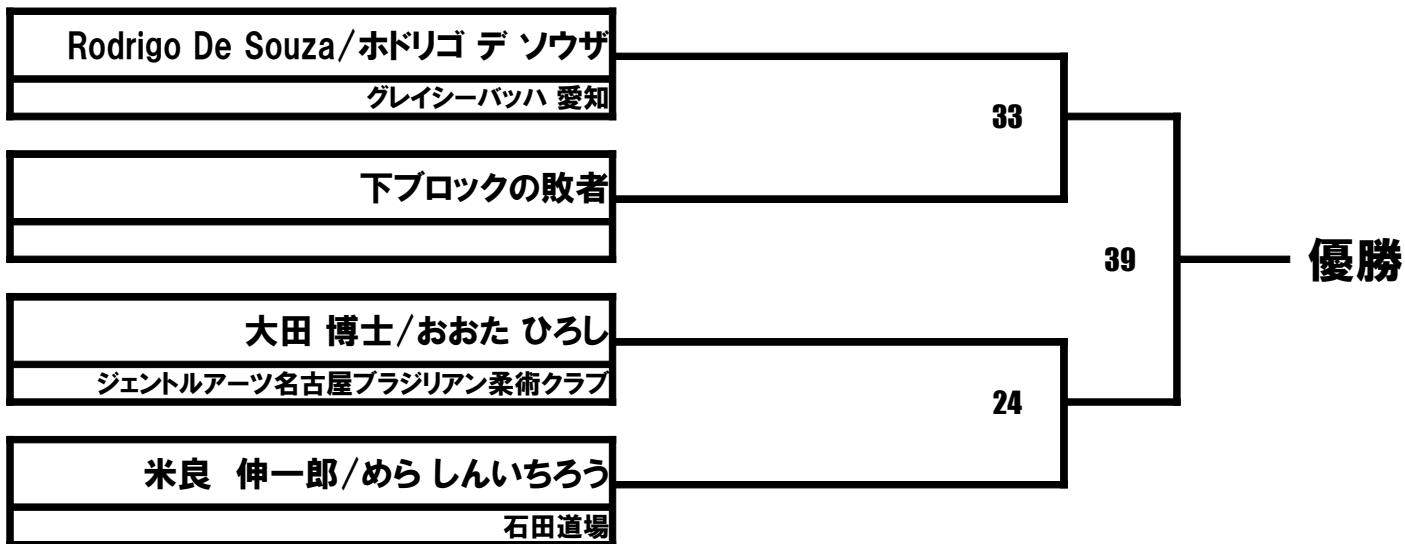 Rodrigo De Souza/ホドリゴ デ ソウザ
グレイシーバッハ 愛知
33
下ブロックの敗者
39
優勝
大田 博士/おおた ひろし
ジェントルアーツ名古屋ブラジリアン柔術クラブ
24
米良 伸一郎/めら しんいちろう
石田道場